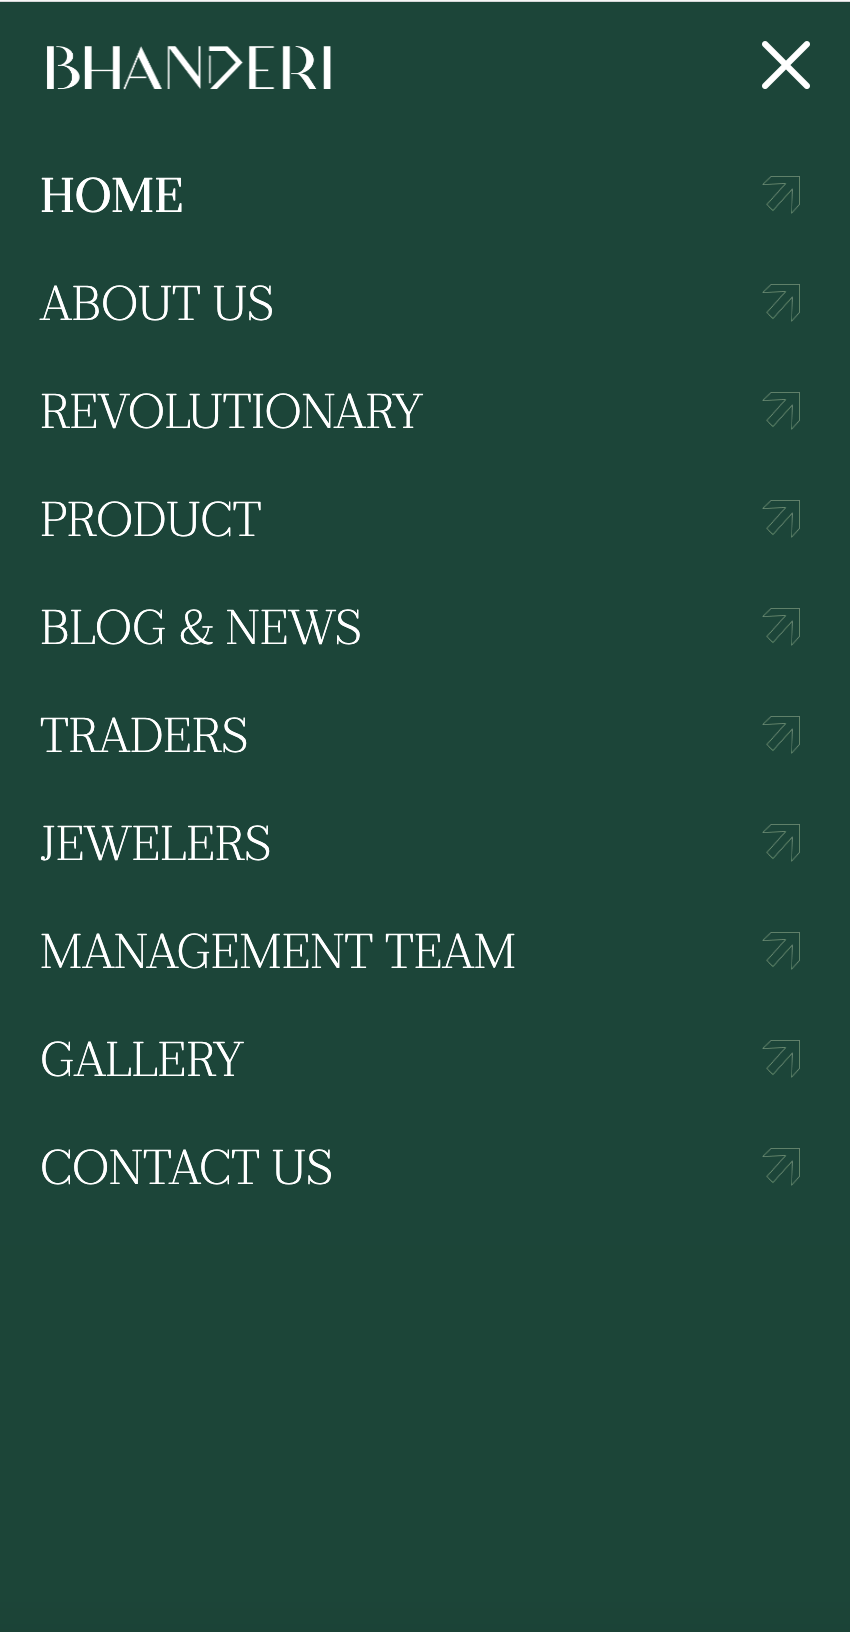 BHANDERI
HOME
ABOUT US
REVOLUTIONARY
PRODUCT
BLOG & NEWS
TRADERS
JEWELERS
MANAGEMENT TEAM
GALLERY
CONTACT US